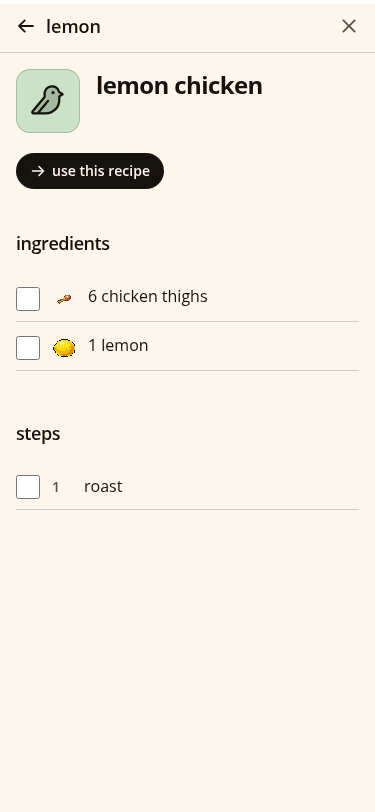 lemon
lemon chicken
use this recipe
ingredients
6 chicken thighs
1 lemon
steps
1 roast